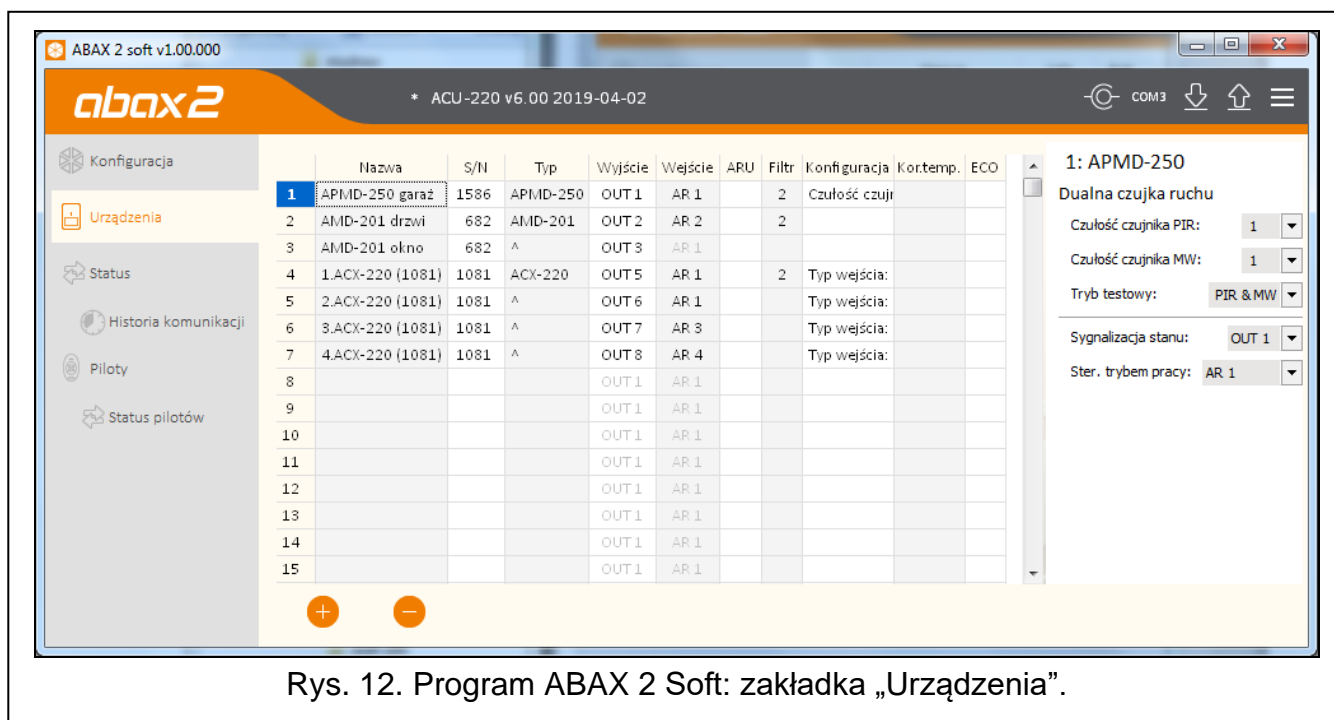 ABAX 2 soft v1.00.000
abax2
* ACU-220 v6.00 2019-04-02
COM3
Konfiguracja
Urządzenia
Status
Historia komunikacji
Piloty
Status pilotów
Nazwa S/N Typ Wyjście Wejście ARU Filtr Konfiguracja Kor.temp. ECO
1 APMD-250 garaż 1586 APMD-250 OUT 1 AR 1 2 Czułość czujr
2 AMD-201 drzwi 682 AMD-201 OUT 2 AR 2 2
3 AMD-201 okno 682 ^ OUT 3 AR 1
4 1.ACX-220 (1081) 1081 ACX-220 OUT 5 AR 1 2 Typ wejścia:
5 2.ACX-220 (1081) 1081 ^ OUT 6 AR 1 Typ wejścia:
6 3.ACX-220 (1081) 1081 ^ OUT 7 AR 3 Typ wejścia:
7 4.ACX-220 (1081) 1081 ^ OUT 8 AR 4 Typ wejścia:
8 OUT 1 AR 1
9 OUT 1 AR 1
10 OUT 1 AR 1
11 OUT 1 AR 1
12 OUT 1 AR 1
13 OUT 1 AR 1
14 OUT 1 AR 1
15 OUT 1 AR 1
1: APMD-250
Dualna czujka ruchu
Czułość czujnika PIR: 1
Czułość czujnika MW: 1
Tryb testowy: PIR & MW
Sygnalizacja stanu: OUT 1
Ster. trybem pracy: AR 1
Rys. 12. Program ABAX 2 Soft: zakładka „Urządzenia”.